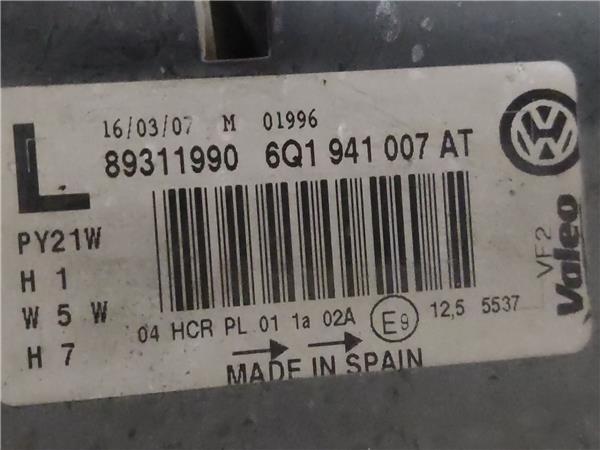 L
16/03/07 M 01996
89311990 6Q1 941 007 AT
PY21W
H 1
W 5 W
H 7
04 HCR PL 01 1a 02A E9 12,5 5537
MADE IN SPAIN
VF2
Valeo